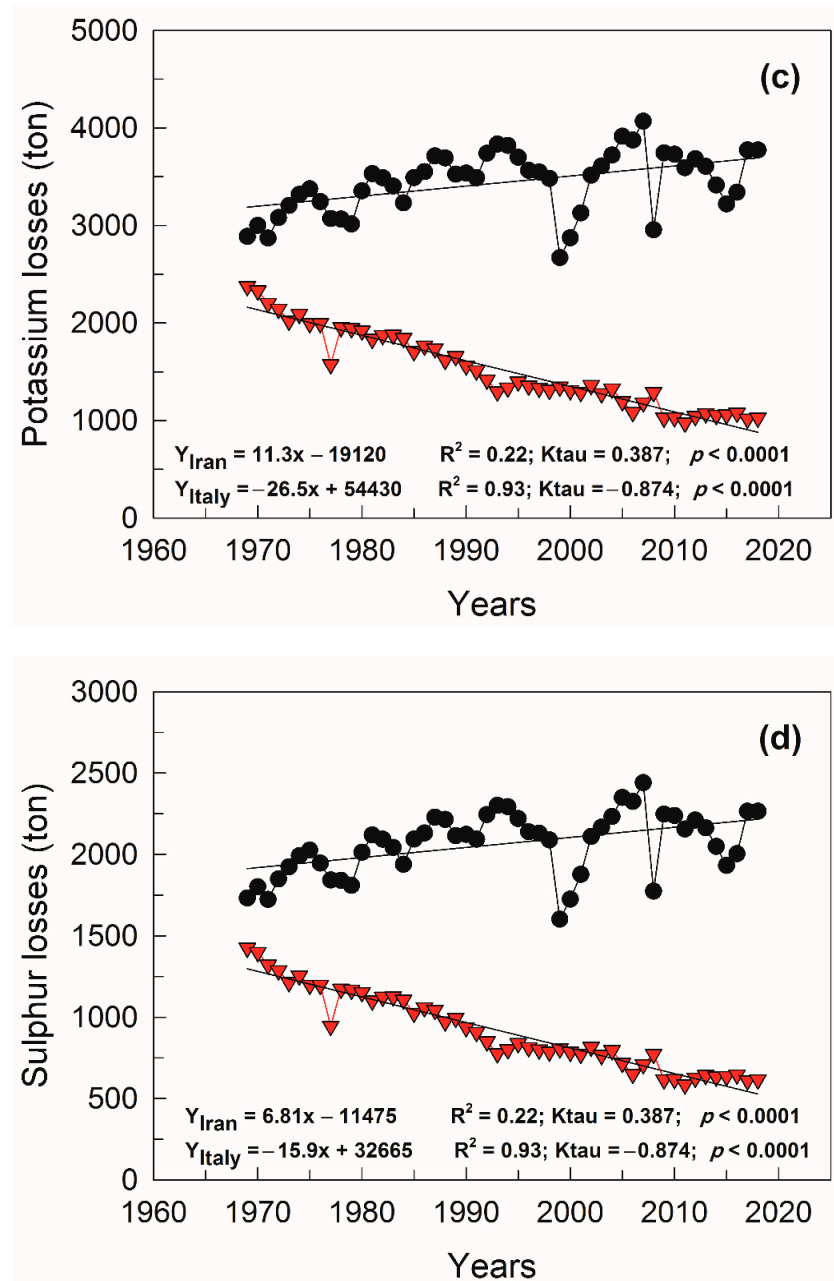 5000
(c)
4000
3000
2000
1000
0
Potassium losses (ton)
Y_Iran = 11.3x – 19120 R² = 0.22; Ktau = 0.387; p < 0.0001
Y_Italy = –26.5x + 54430 R² = 0.93; Ktau = –0.874; p < 0.0001
1960 1970 1980 1990 2000 2010 2020
Years
3000
(d)
2500
2000
1500
1000
500
0
Sulphur losses (ton)
Y_Iran = 6.81x – 11475 R² = 0.22; Ktau = 0.387; p < 0.0001
Y_Italy = –15.9x + 32665 R² = 0.93; Ktau = –0.874; p < 0.0001
1960 1970 1980 1990 2000 2010 2020
Years